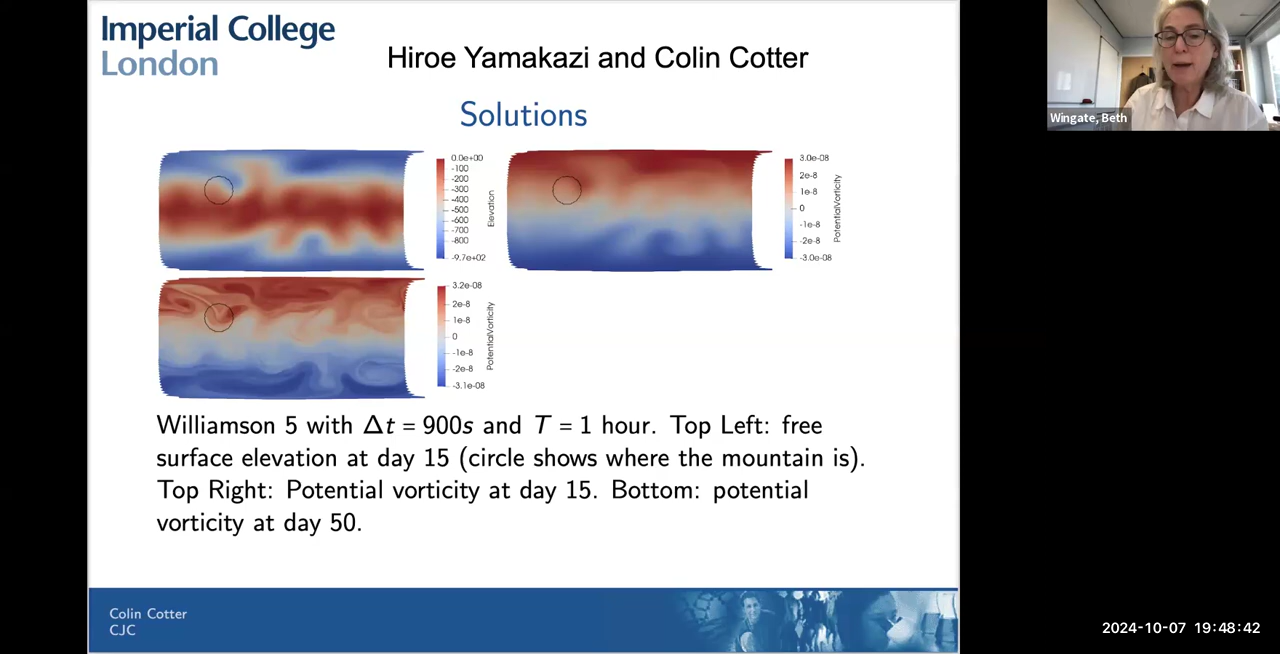 Imperial College
London
Hiroe Yamakazi and Colin Cotter
Solutions
0.0e+00
-100
-200
-300
-400
-500
-600
-700
-800
-9.7e+02
Elevation
3.0e-08
2e-8
1e-8
0
-1e-8
-2e-8
-3.0e-08
PotentialVorticity
3.2e-08
2e-8
1e-8
0
-1e-8
-2e-8
-3.1e-08
PotentialVorticity
Williamson 5 with Δt = 900s and T = 1 hour. Top Left: free
surface elevation at day 15 (circle shows where the mountain is).
Top Right: Potential vorticity at day 15. Bottom: potential
vorticity at day 50.
Colin Cotter
CJC
Wingate, Beth
2024-10-07 19:48:42